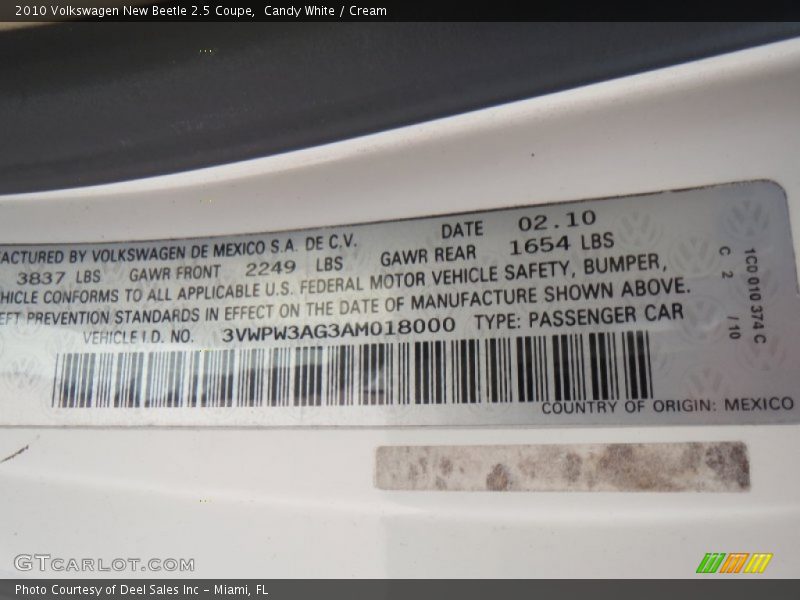 2010 Volkswagen New Beetle 2.5 Coupe,  Candy White / Cream
FACTURED BY VOLKSWAGEN DE MEXICO S.A. DE C.V. DATE 02.10
3837 LBS GAWR FRONT 2249 LBS GAWR REAR 1654 LBS
HICLE CONFORMS TO ALL APPLICABLE U.S. FEDERAL MOTOR VEHICLE SAFETY, BUMPER,
EFT PREVENTION STANDARDS IN EFFECT ON THE DATE OF MANUFACTURE SHOWN ABOVE.
VEHICLE I.D. NO. 3VWPW3AG3AM018000 TYPE: PASSENGER CAR
COUNTRY OF ORIGIN: MEXICO
1C0 010 374 C
C 2 /10
GTCARLOT.COM
Photo Courtesy of Deel Sales Inc - Miami, FL